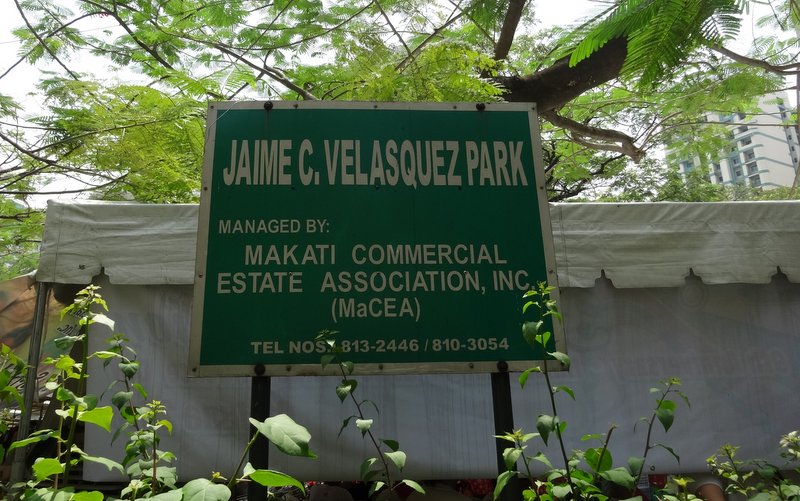 JAIME C. VELASQUEZ PARK
MANAGED BY:
MAKATI COMMERCIAL
ESTATE ASSOCIATION, INC.
(MaCEA)
TEL NOS.: 813-2446 / 810-3054